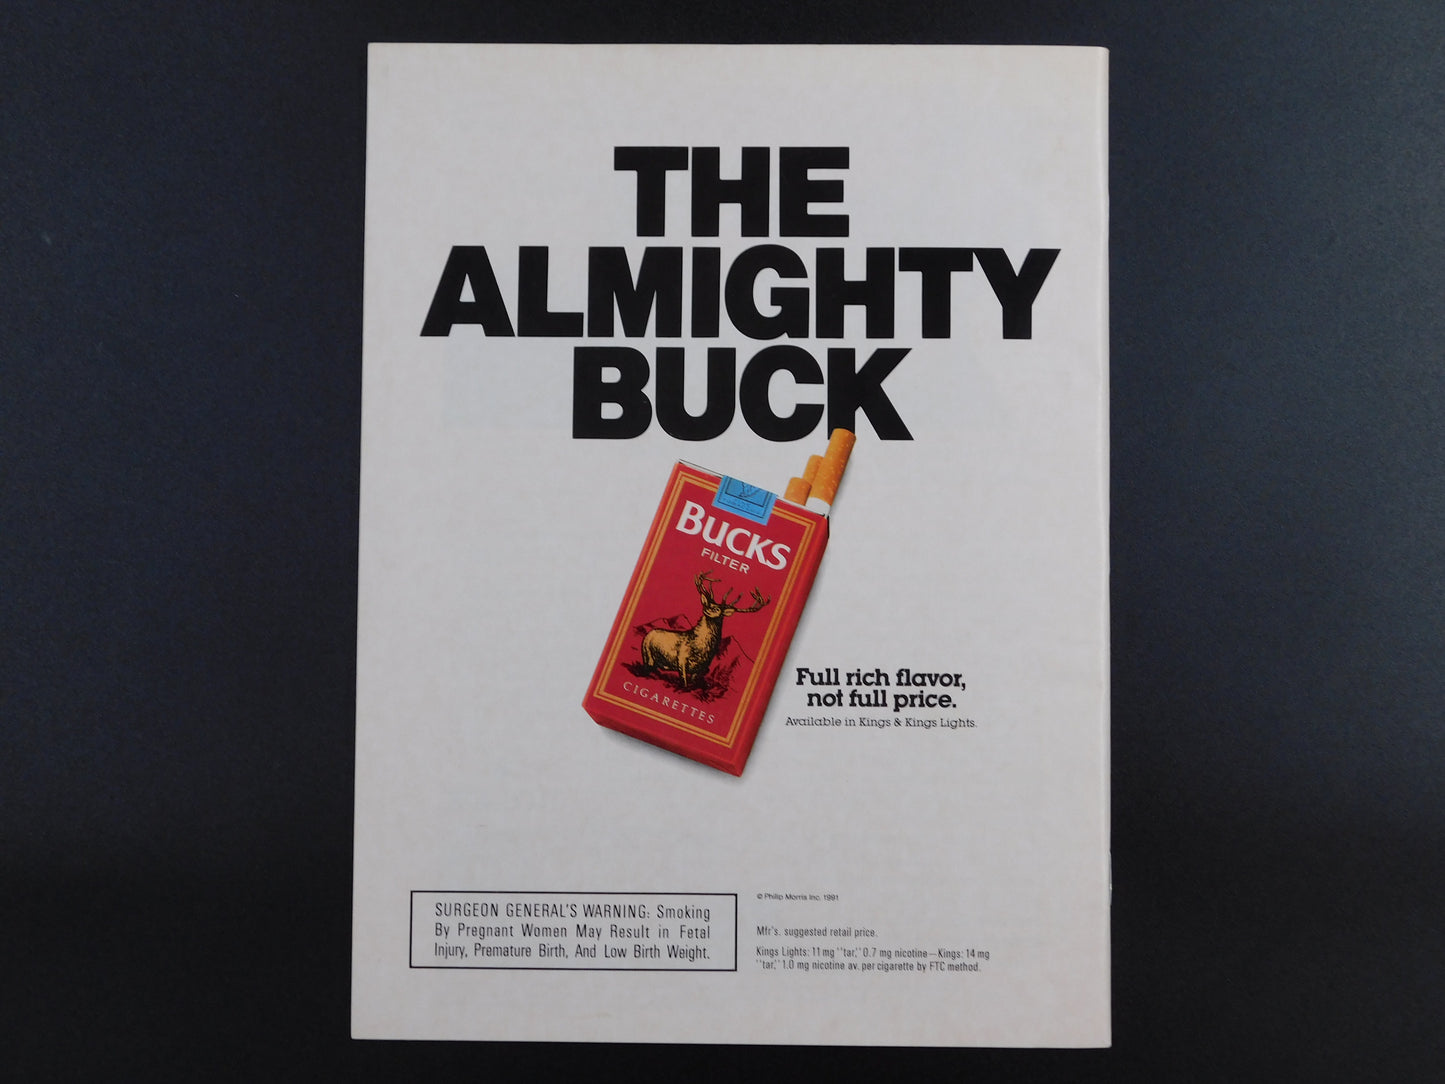 THE
ALMIGHTY
BUCK
BUCKS
FILTER
CIGARETTES
Full rich flavor,
not full price.
Available in Kings & Kings Lights.
SURGEON GENERAL'S WARNING: Smoking
By Pregnant Women May Result in Fetal
Injury, Premature Birth, And Low Birth Weight.
© Philip Morris Inc. 1991
Mfr's. suggested retail price.
Kings Lights: 11 mg "tar," 0.7 mg nicotine—Kings: 14 mg
"tar," 1.0 mg nicotine av. per cigarette by FTC method.